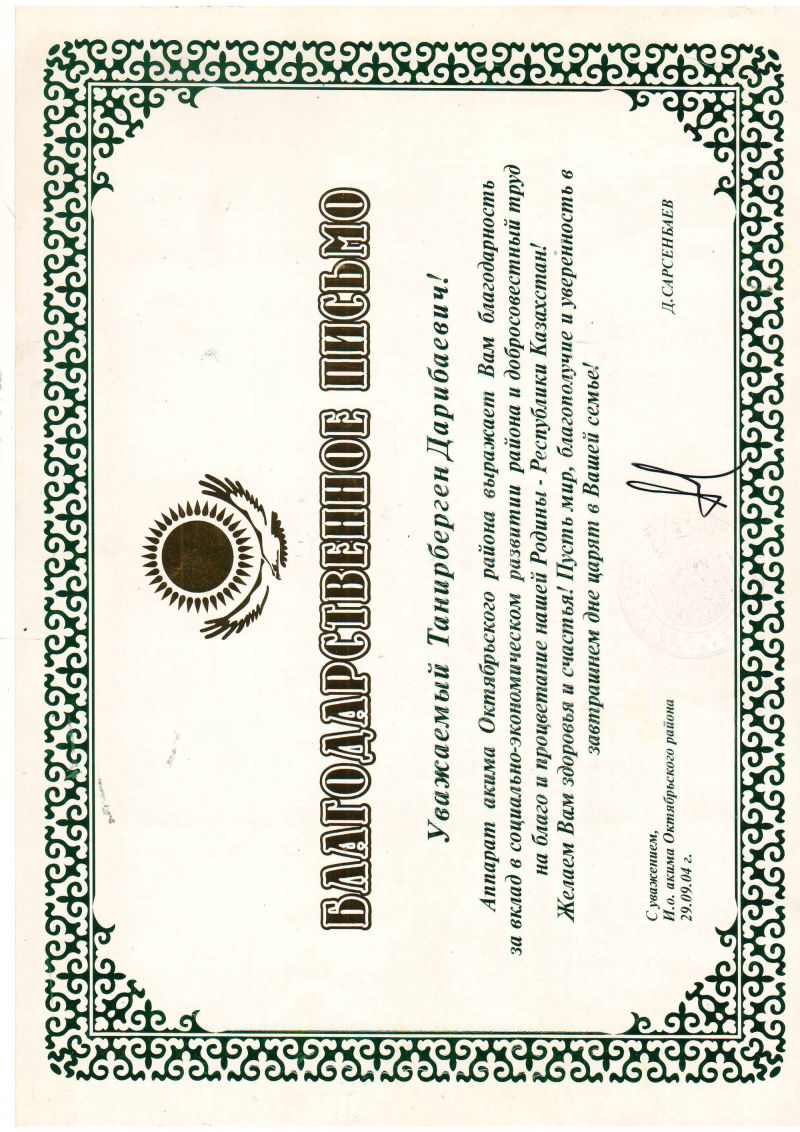 БЛАГОДАРСТВЕННОЕ ПИСЬМО
Уважаемый Танирберген Дарибаевич!
Аппарат акима Октябрьского района выражает Вам благодарность
за вклад в социально-экономическом развитии района и добросовестный труд
на благо и процветание нашей Родины - Республики Казахстан!
Желаем Вам здоровья и счастья! Пусть мир, благополучие и уверенность в
завтрашнем дне царят в Вашей семье!
С уважением,
И.о. акима Октябрьского района
29.09.04 г.
Д.САРСЕНБАЕВ